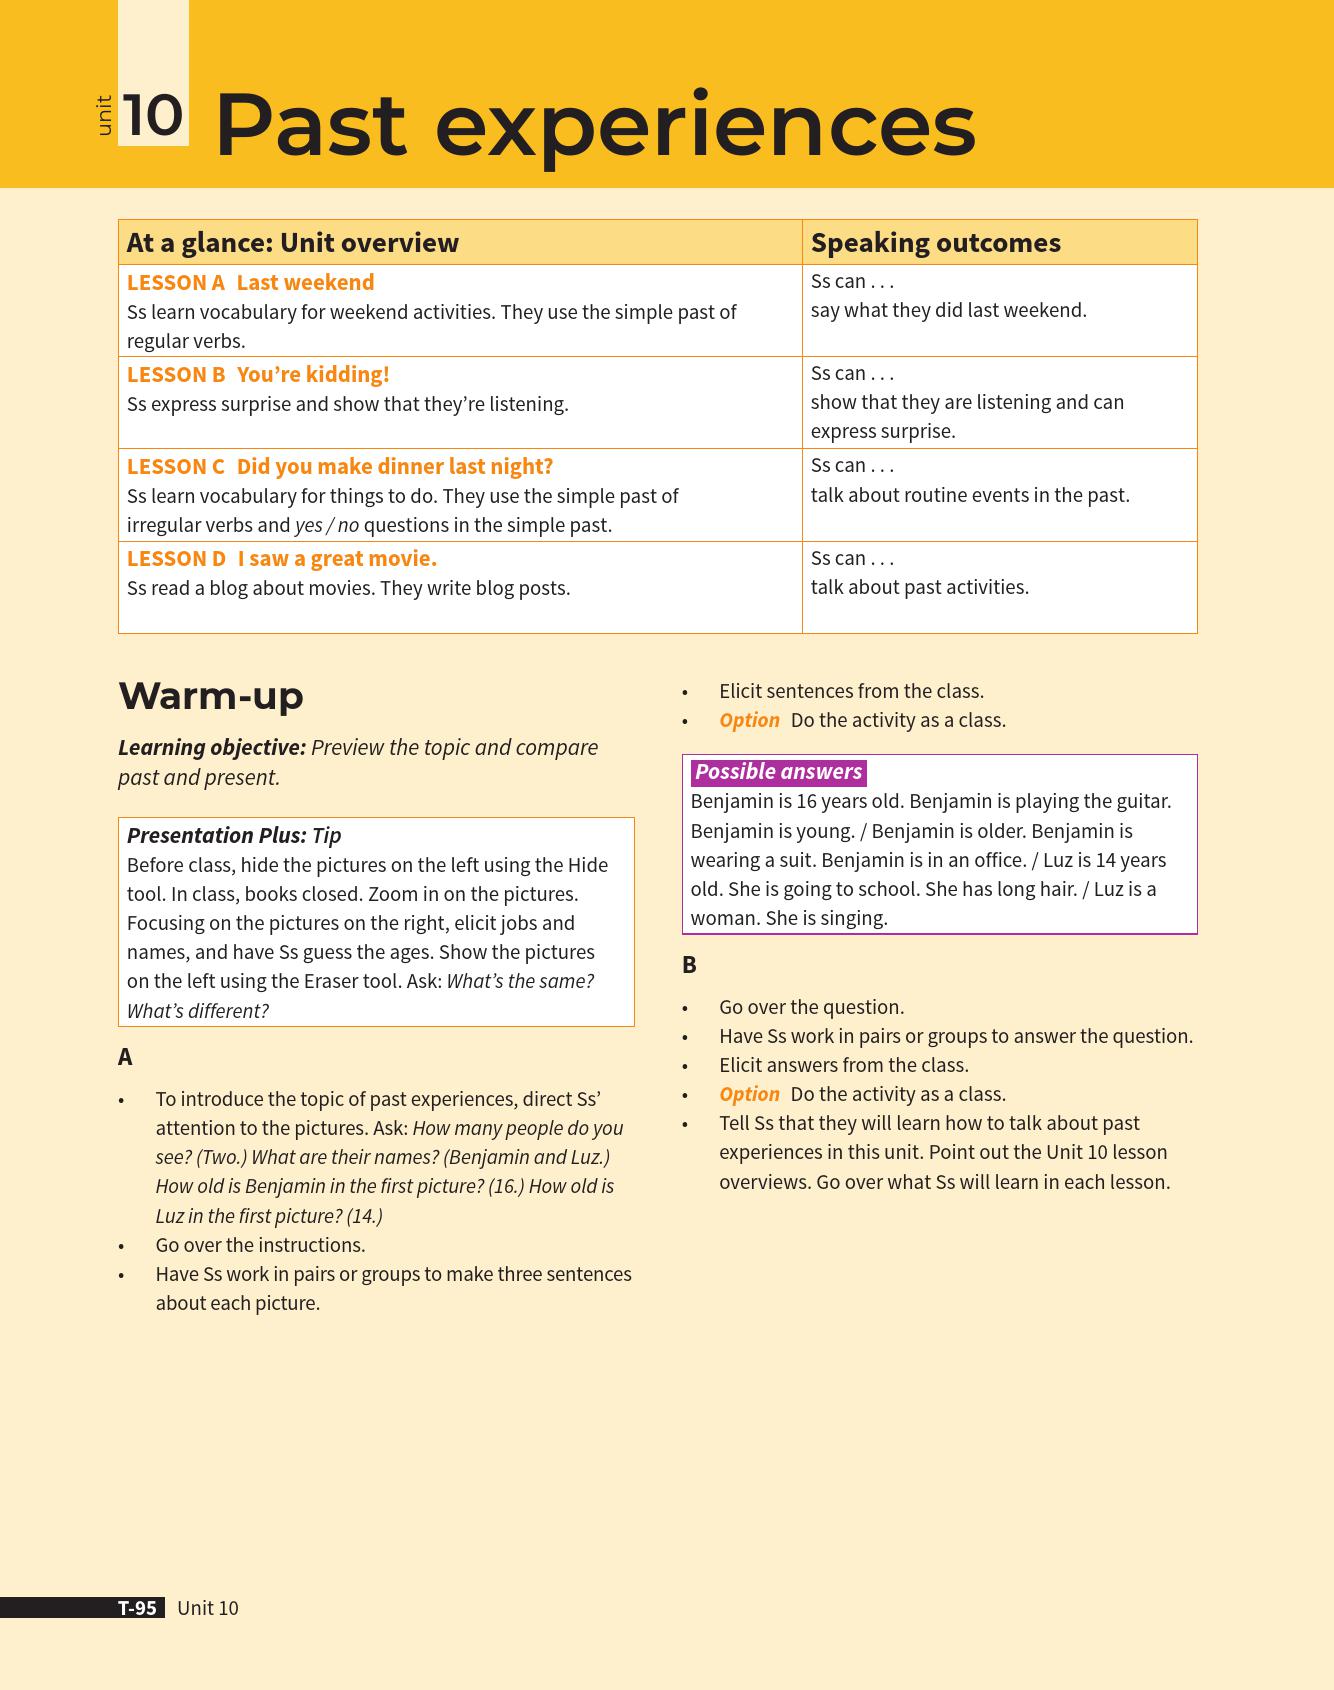 unit
10
Past experiences
At a glance: Unit overview
Speaking outcomes
LESSON A Last weekend
Ss learn vocabulary for weekend activities. They use the simple past of
regular verbs.
Ss can . . .
say what they did last weekend.
LESSON B You’re kidding!
Ss express surprise and show that they’re listening.
Ss can . . .
show that they are listening and can
express surprise.
LESSON C Did you make dinner last night?
Ss learn vocabulary for things to do. They use the simple past of
irregular verbs and yes / no questions in the simple past.
Ss can . . .
talk about routine events in the past.
LESSON D I saw a great movie.
Ss read a blog about movies. They write blog posts.
Ss can . . .
talk about past activities.
Warm-up
Learning objective: Preview the topic and compare
past and present.
Presentation Plus: Tip
Before class, hide the pictures on the left using the Hide
tool. In class, books closed. Zoom in on the pictures.
Focusing on the pictures on the right, elicit jobs and
names, and have Ss guess the ages. Show the pictures
on the left using the Eraser tool. Ask: What’s the same?
What’s different?
A
• To introduce the topic of past experiences, direct Ss’
attention to the pictures. Ask: How many people do you
see? (Two.) What are their names? (Benjamin and Luz.)
How old is Benjamin in the first picture? (16.) How old is
Luz in the first picture? (14.)
• Go over the instructions.
• Have Ss work in pairs or groups to make three sentences
about each picture.
• Elicit sentences from the class.
• Option Do the activity as a class.
Possible answers
Benjamin is 16 years old. Benjamin is playing the guitar.
Benjamin is young. / Benjamin is older. Benjamin is
wearing a suit. Benjamin is in an office. / Luz is 14 years
old. She is going to school. She has long hair. / Luz is a
woman. She is singing.
B
• Go over the question.
• Have Ss work in pairs or groups to answer the question.
• Elicit answers from the class.
• Option Do the activity as a class.
• Tell Ss that they will learn how to talk about past
experiences in this unit. Point out the Unit 10 lesson
overviews. Go over what Ss will learn in each lesson.
T-95 Unit 10